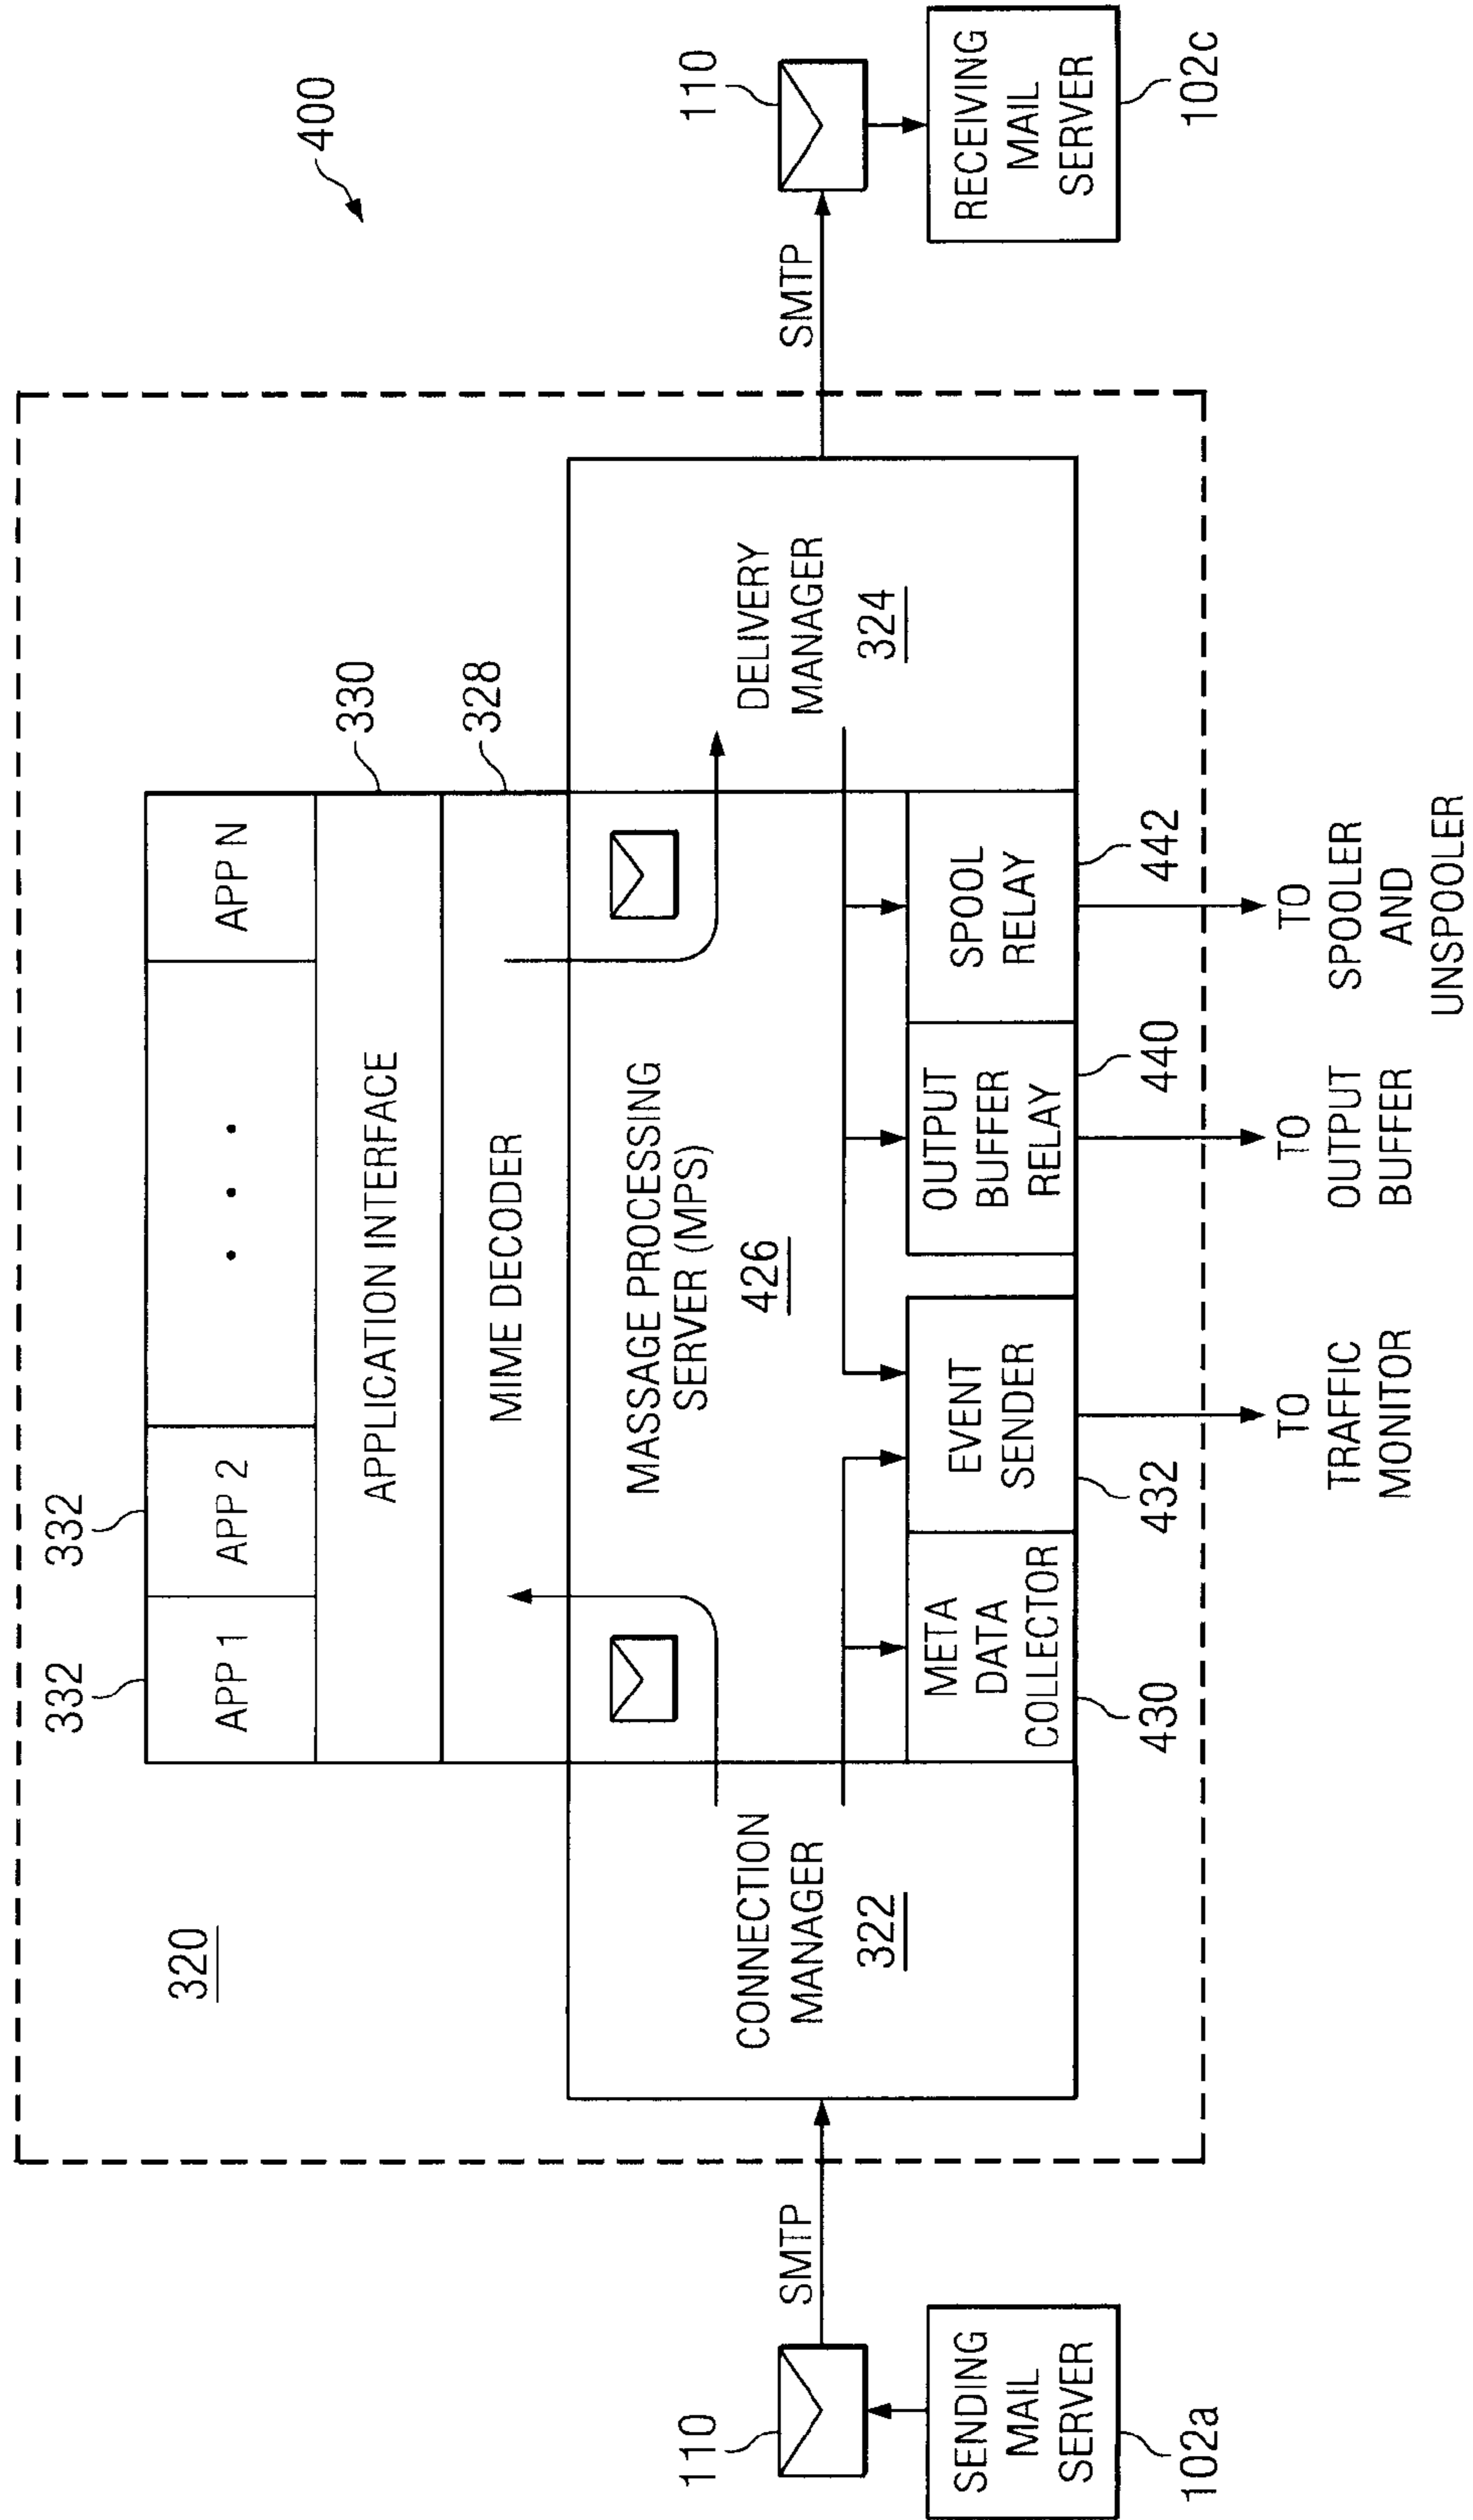 400
320
332
332
APP 1
APP 2
• • •
APP N
APPLICATION INTERFACE
330
MIME DECODER
328
MASSAGE PROCESSING
SERVER (MPS)
426
CONNECTION
MANAGER
322
DELIVERY
MANAGER
324
META
DATA
COLLECTOR
430
EVENT
SENDER
432
OUTPUT
BUFFER
RELAY
440
SPOOL
RELAY
442
110
SMTP
SENDING
MAIL
SERVER
102a
SMTP
110
RECEIVING
MAIL
SERVER
102c
TO
TRAFFIC
MONITOR
TO
OUTPUT
BUFFER
TO
SPOOLER
AND
UNSPOOLER